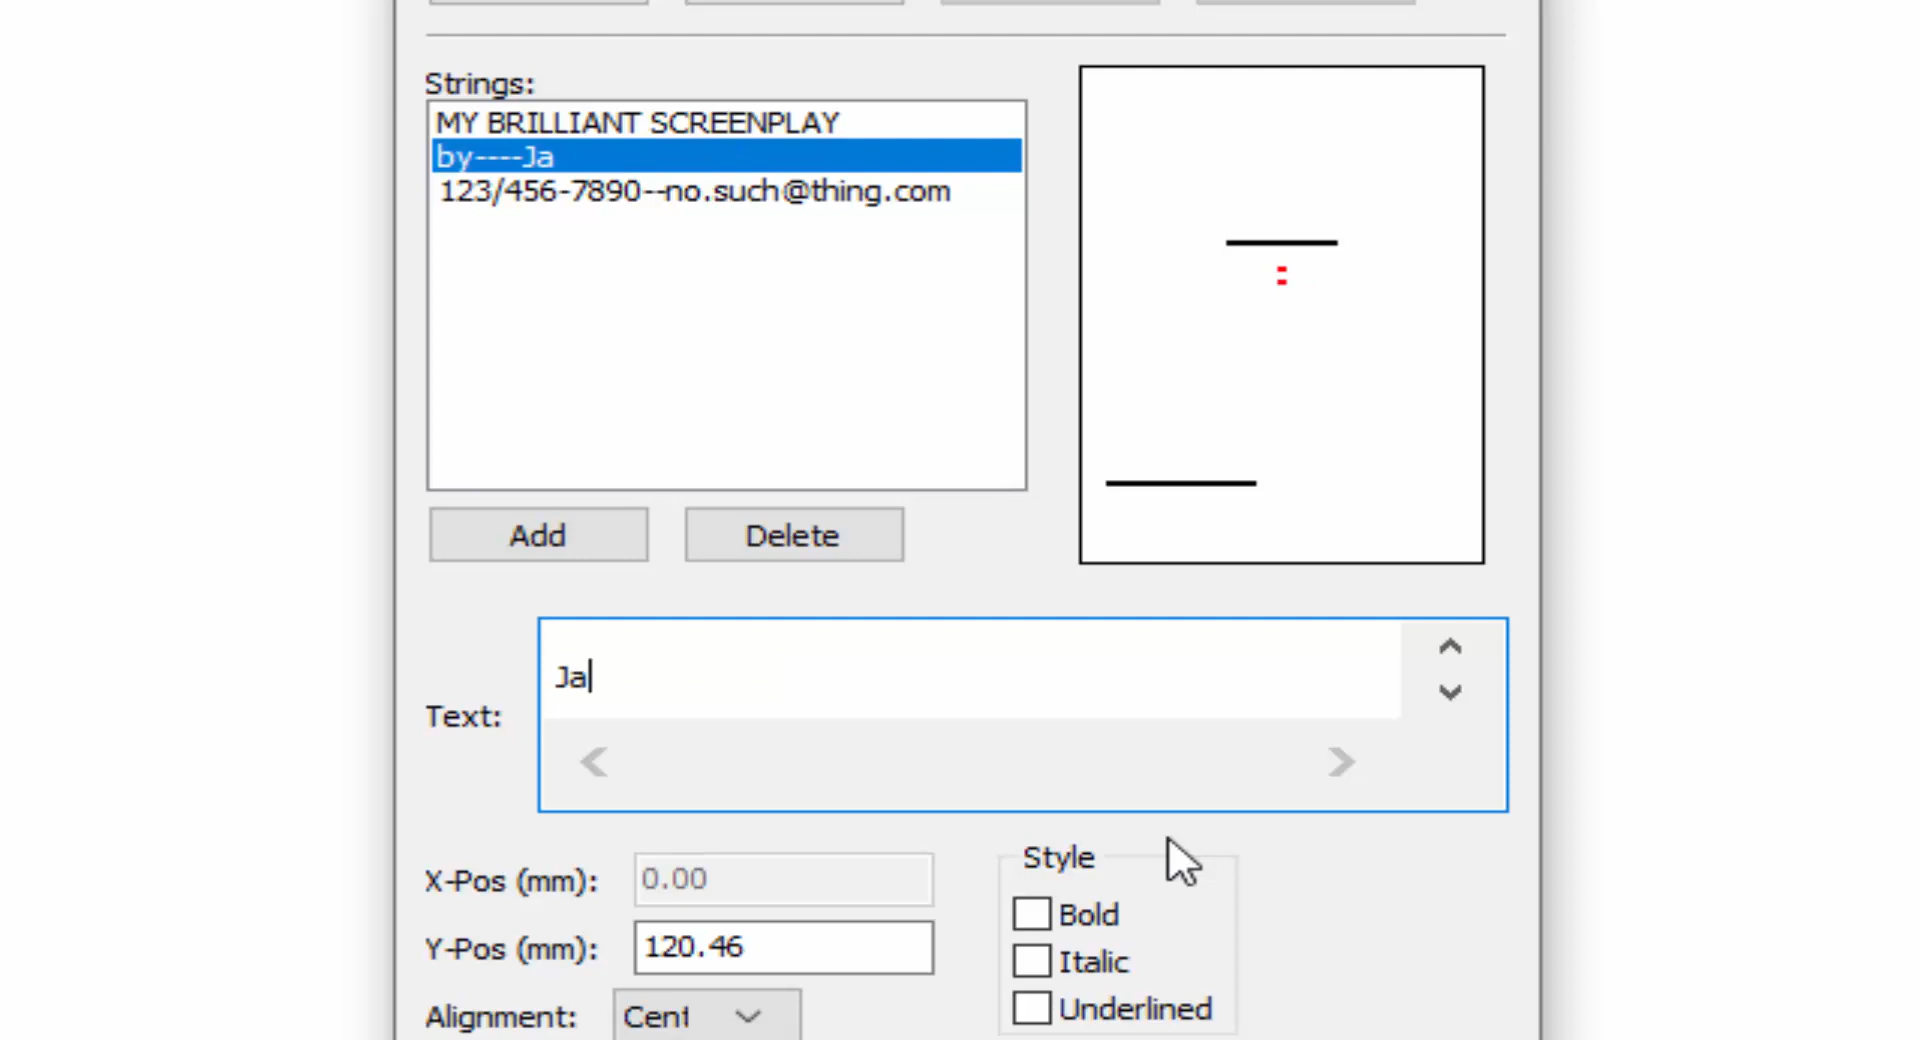 Strings:
MY BRILLIANT SCREENPLAY
by----Ja
123/456-7890--no.such@thing.com
Add
Delete
Text:
Ja
X-Pos (mm):
0.00
Y-Pos (mm):
120.46
Alignment:
Cent
Style
Bold
Italic
Underlined